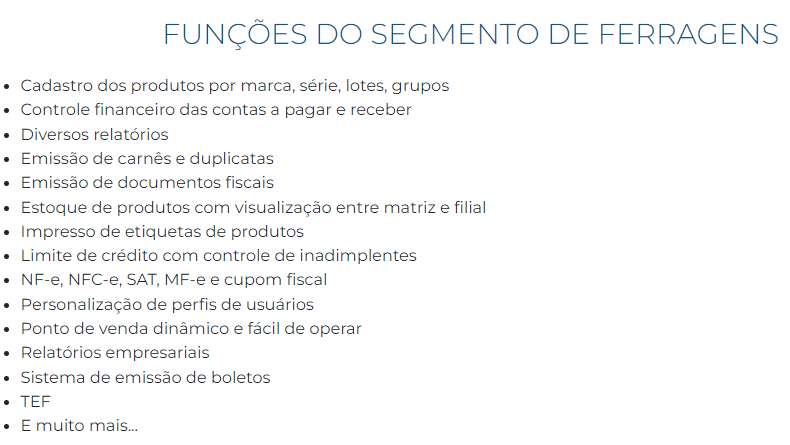 FUNÇÕES DO SEGMENTO DE FERRAGENS
• Cadastro dos produtos por marca, série, lotes, grupos
• Controle financeiro das contas a pagar e receber
• Diversos relatórios
• Emissão de carnês e duplicatas
• Emissão de documentos fiscais
• Estoque de produtos com visualização entre matriz e filial
• Impresso de etiquetas de produtos
• Limite de crédito com controle de inadimplentes
• NF-e, NFC-e, SAT, MF-e e cupom fiscal
• Personalização de perfis de usuários
• Ponto de venda dinâmico e fácil de operar
• Relatórios empresariais
• Sistema de emissão de boletos
• TEF
• E muito mais...